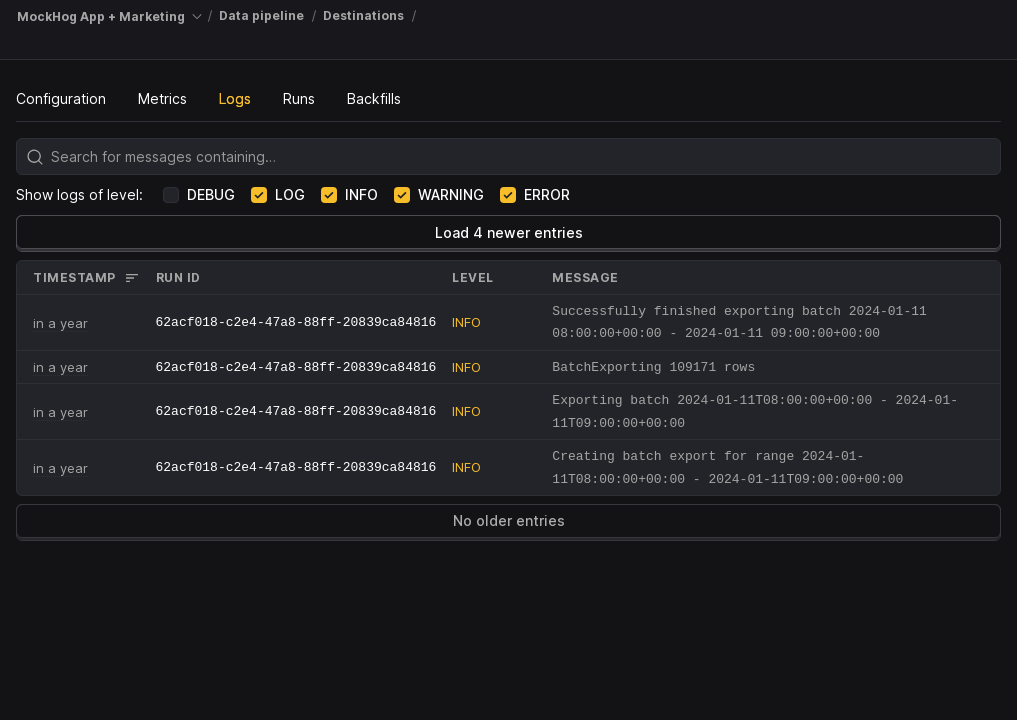 MockHog App + Marketing / Data pipeline / Destinations /
Configuration Metrics Logs Runs Backfills
Search for messages containing…
Show logs of level: DEBUG LOG INFO WARNING ERROR
Load 4 newer entries
TIMESTAMP RUN ID LEVEL MESSAGE
in a year 62acf018-c2e4-47a8-88ff-20839ca84816 INFO Successfully finished exporting batch 2024-01-11
08:00:00+00:00 - 2024-01-11 09:00:00+00:00
in a year 62acf018-c2e4-47a8-88ff-20839ca84816 INFO BatchExporting 109171 rows
in a year 62acf018-c2e4-47a8-88ff-20839ca84816 INFO Exporting batch 2024-01-11T08:00:00+00:00 - 2024-01-
11T09:00:00+00:00
in a year 62acf018-c2e4-47a8-88ff-20839ca84816 INFO Creating batch export for range 2024-01-
11T08:00:00+00:00 - 2024-01-11T09:00:00+00:00
No older entries